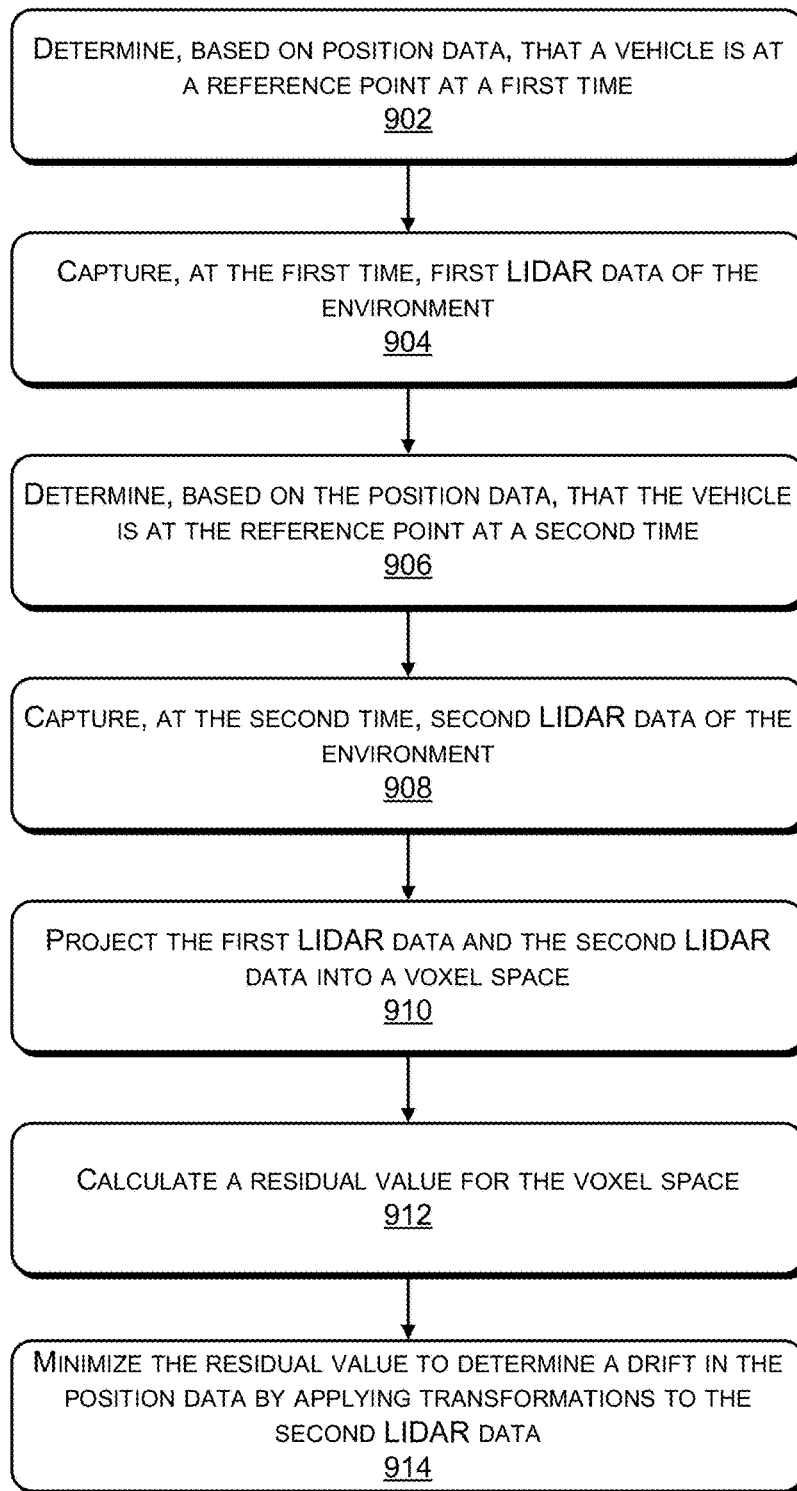 DETERMINE, BASED ON POSITION DATA, THAT A VEHICLE IS AT
A REFERENCE POINT AT A FIRST TIME
902
CAPTURE, AT THE FIRST TIME, FIRST LIDAR DATA OF THE
ENVIRONMENT
904
DETERMINE, BASED ON THE POSITION DATA, THAT THE VEHICLE
IS AT THE REFERENCE POINT AT A SECOND TIME
906
CAPTURE, AT THE SECOND TIME, SECOND LIDAR DATA OF THE
ENVIRONMENT
908
PROJECT THE FIRST LIDAR DATA AND THE SECOND LIDAR
DATA INTO A VOXEL SPACE
910
CALCULATE A RESIDUAL VALUE FOR THE VOXEL SPACE
912
MINIMIZE THE RESIDUAL VALUE TO DETERMINE A DRIFT IN THE
POSITION DATA BY APPLYING TRANSFORMATIONS TO THE
SECOND LIDAR DATA
914